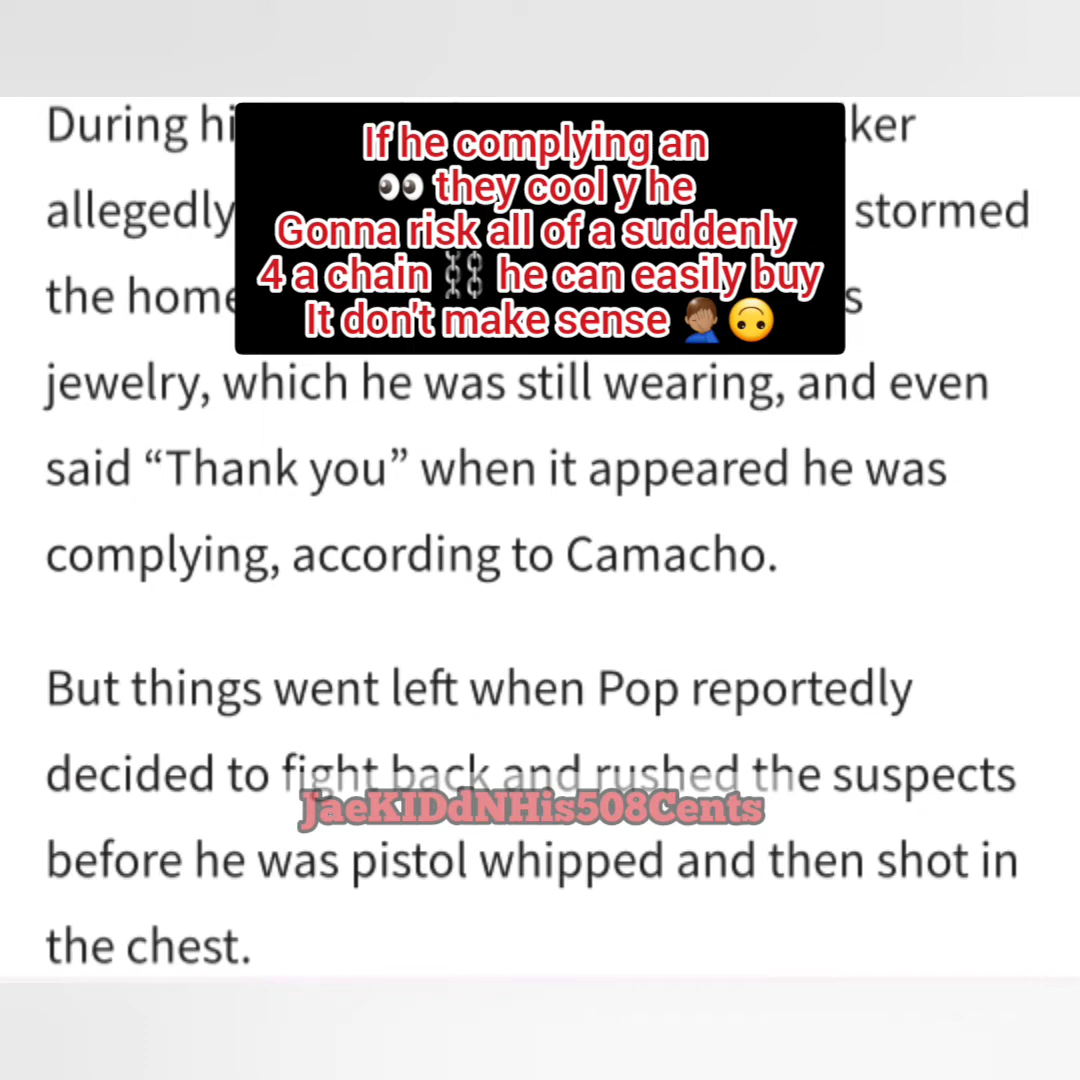 During hi
ker
If he complying an
👀 they cool y he
Gonna risk all of a suddenly
4 a chain ⛓️ he can easily buy
It don't make sense 🤦🏽‍♂️🙃
allegedly
stormed
the home
s
jewelry, which he was still wearing, and even
said “Thank you” when it appeared he was
complying, according to Camacho.
But things went left when Pop reportedly
decided to fight back and rushed the suspects
JaeKIDdNHis508Cents
before he was pistol whipped and then shot in
the chest.